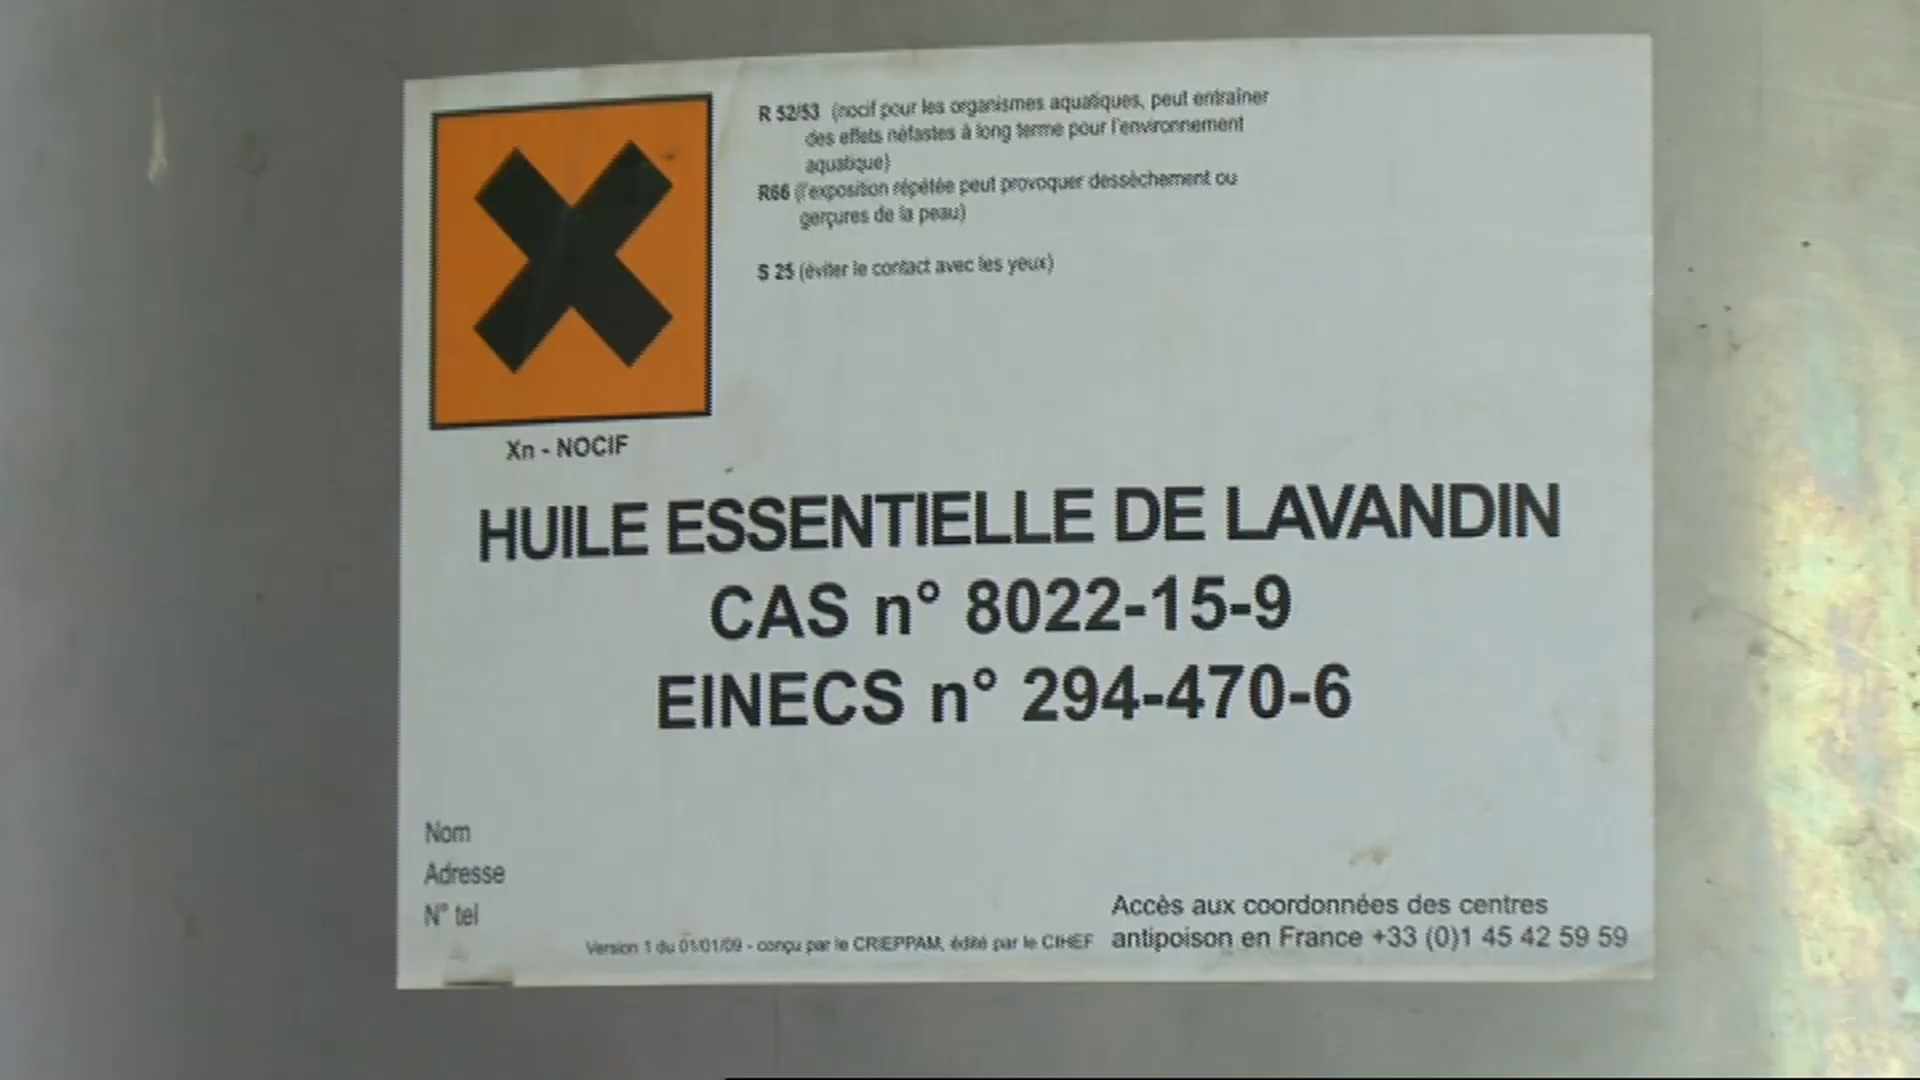 R 52/53 (nocif pour les organismes aquatiques, peut entraîner
des effets néfastes à long terme pour l'environnement
aquatique)
R66 (l'exposition répétée peut provoquer dessèchement ou
gerçures de la peau)
S 25 (éviter le contact avec les yeux)
Xn - NOCIF
HUILE ESSENTIELLE DE LAVANDIN
CAS n° 8022-15-9
EINECS n° 294-470-6
Nom
Adresse
N° tel
Version 1 du 01/01/09 - conçu par le CRIEPPAM, édité par le CIHEF
Accès aux coordonnées des centres
antipoison en France +33 (0)1 45 42 59 59